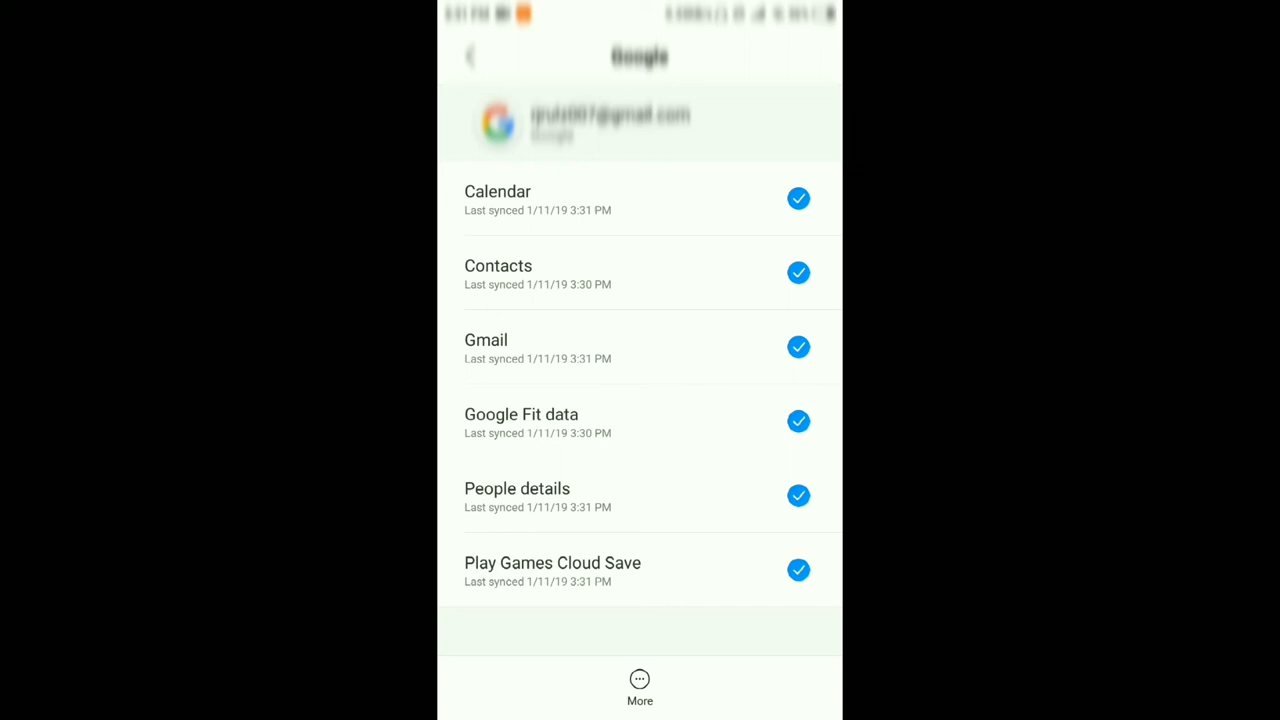 Google
Calendar
Last synced 1/11/19 3:31 PM
Contacts
Last synced 1/11/19 3:30 PM
Gmail
Last synced 1/11/19 3:31 PM
Google Fit data
Last synced 1/11/19 3:30 PM
People details
Last synced 1/11/19 3:31 PM
Play Games Cloud Save
Last synced 1/11/19 3:31 PM
More